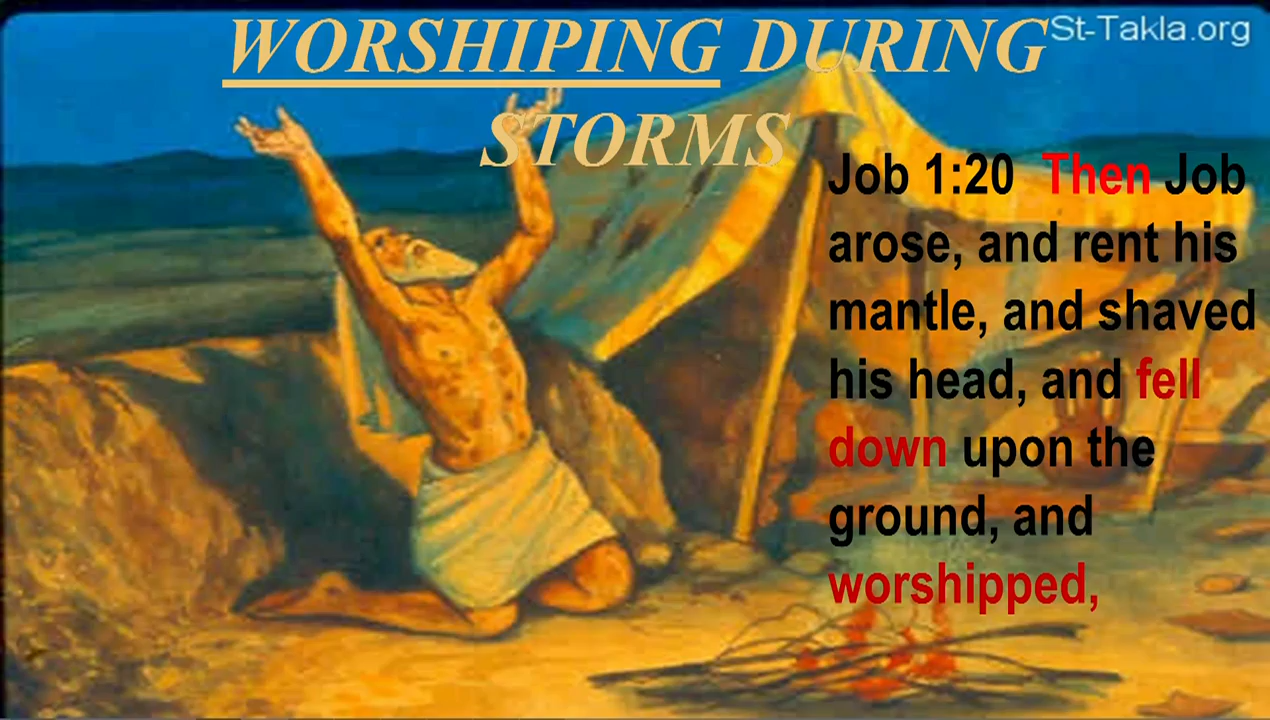 WORSHIPING DURING
STORMS
St-Takla.org
Job 1:20 Then Job
arose, and rent his
mantle, and shaved
his head, and fell
down upon the
ground, and
worshipped,